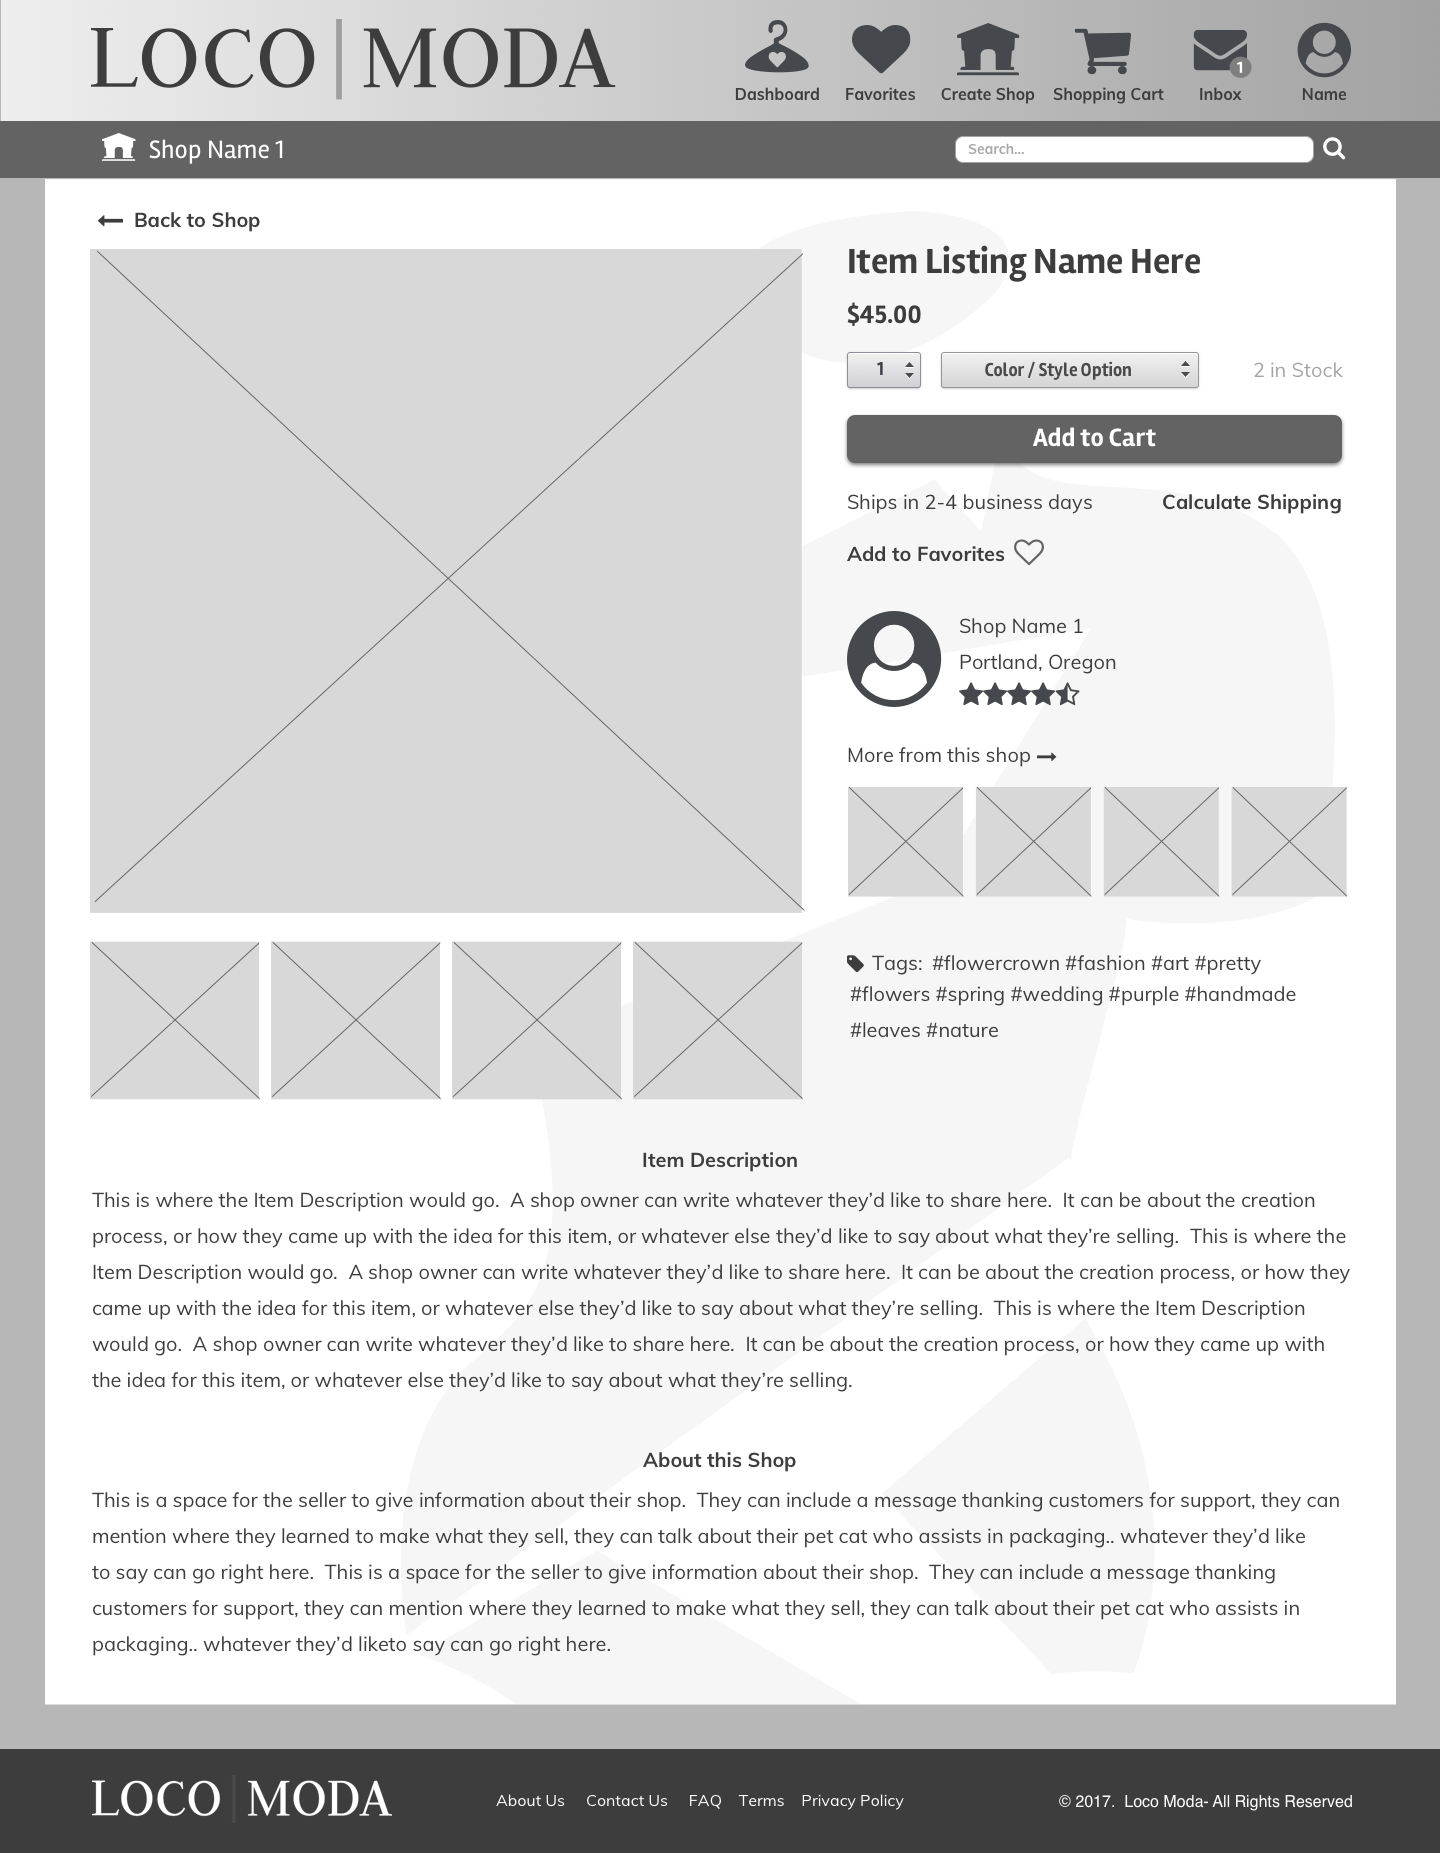 LOCO | MODA
Dashboard Favorites Create Shop Shopping Cart Inbox 1 Name
Shop Name 1 Search...
Back to Shop
Item Listing Name Here
$45.00
1 Color / Style Option 2 in Stock
Add to Cart
Ships in 2-4 business days Calculate Shipping
Add to Favorites
Shop Name 1
Portland, Oregon
More from this shop
Tags: #flowercrown #fashion #art #pretty
#flowers #spring #wedding #purple #handmade
#leaves #nature
Item Description
This is where the Item Description would go. A shop owner can write whatever they’d like to share here. It can be about the creation
process, or how they came up with the idea for this item, or whatever else they’d like to say about what they’re selling. This is where the
Item Description would go. A shop owner can write whatever they’d like to share here. It can be about the creation process, or how they
came up with the idea for this item, or whatever else they’d like to say about what they’re selling. This is where the Item Description
would go. A shop owner can write whatever they’d like to share here. It can be about the creation process, or how they came up with
the idea for this item, or whatever else they’d like to say about what they’re selling.
About this Shop
This is a space for the seller to give information about their shop. They can include a message thanking customers for support, they can
mention where they learned to make what they sell, they can talk about their pet cat who assists in packaging.. whatever they’d like
to say can go right here. This is a space for the seller to give information about their shop. They can include a message thanking
customers for support, they can mention where they learned to make what they sell, they can talk about their pet cat who assists in
packaging.. whatever they’d liketo say can go right here.
LOCO | MODA About Us Contact Us FAQ Terms Privacy Policy © 2017. Loco Moda- All Rights Reserved